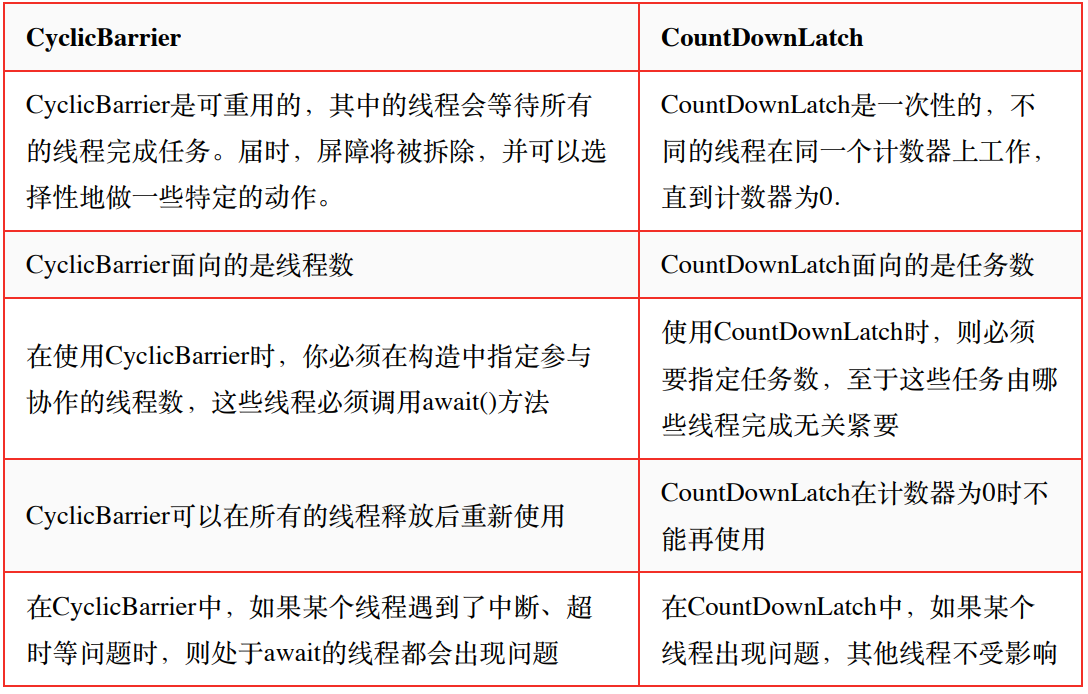 CyclicBarrier
CountDownLatch
CyclicBarrier是可重用的，其中的线程会等待所有
的线程完成任务。届时，屏障将被拆除，并可以选
择性地做一些特定的动作。
CountDownLatch是一次性的，不
同的线程在同一个计数器上工作，
直到计数器为0.
CyclicBarrier面向的是线程数
CountDownLatch面向的是任务数
在使用CyclicBarrier时，你必须在构造中指定参与
协作的线程数，这些线程必须调用await()方法
使用CountDownLatch时，则必须
要指定任务数，至于这些任务由哪
些线程完成无关紧要
CyclicBarrier可以在所有的线程释放后重新使用
CountDownLatch在计数器为0时不
能再使用
在CyclicBarrier中，如果某个线程遇到了中断、超
时等问题时，则处于await的线程都会出现问题
在CountDownLatch中，如果某个
线程出现问题，其他线程不受影响